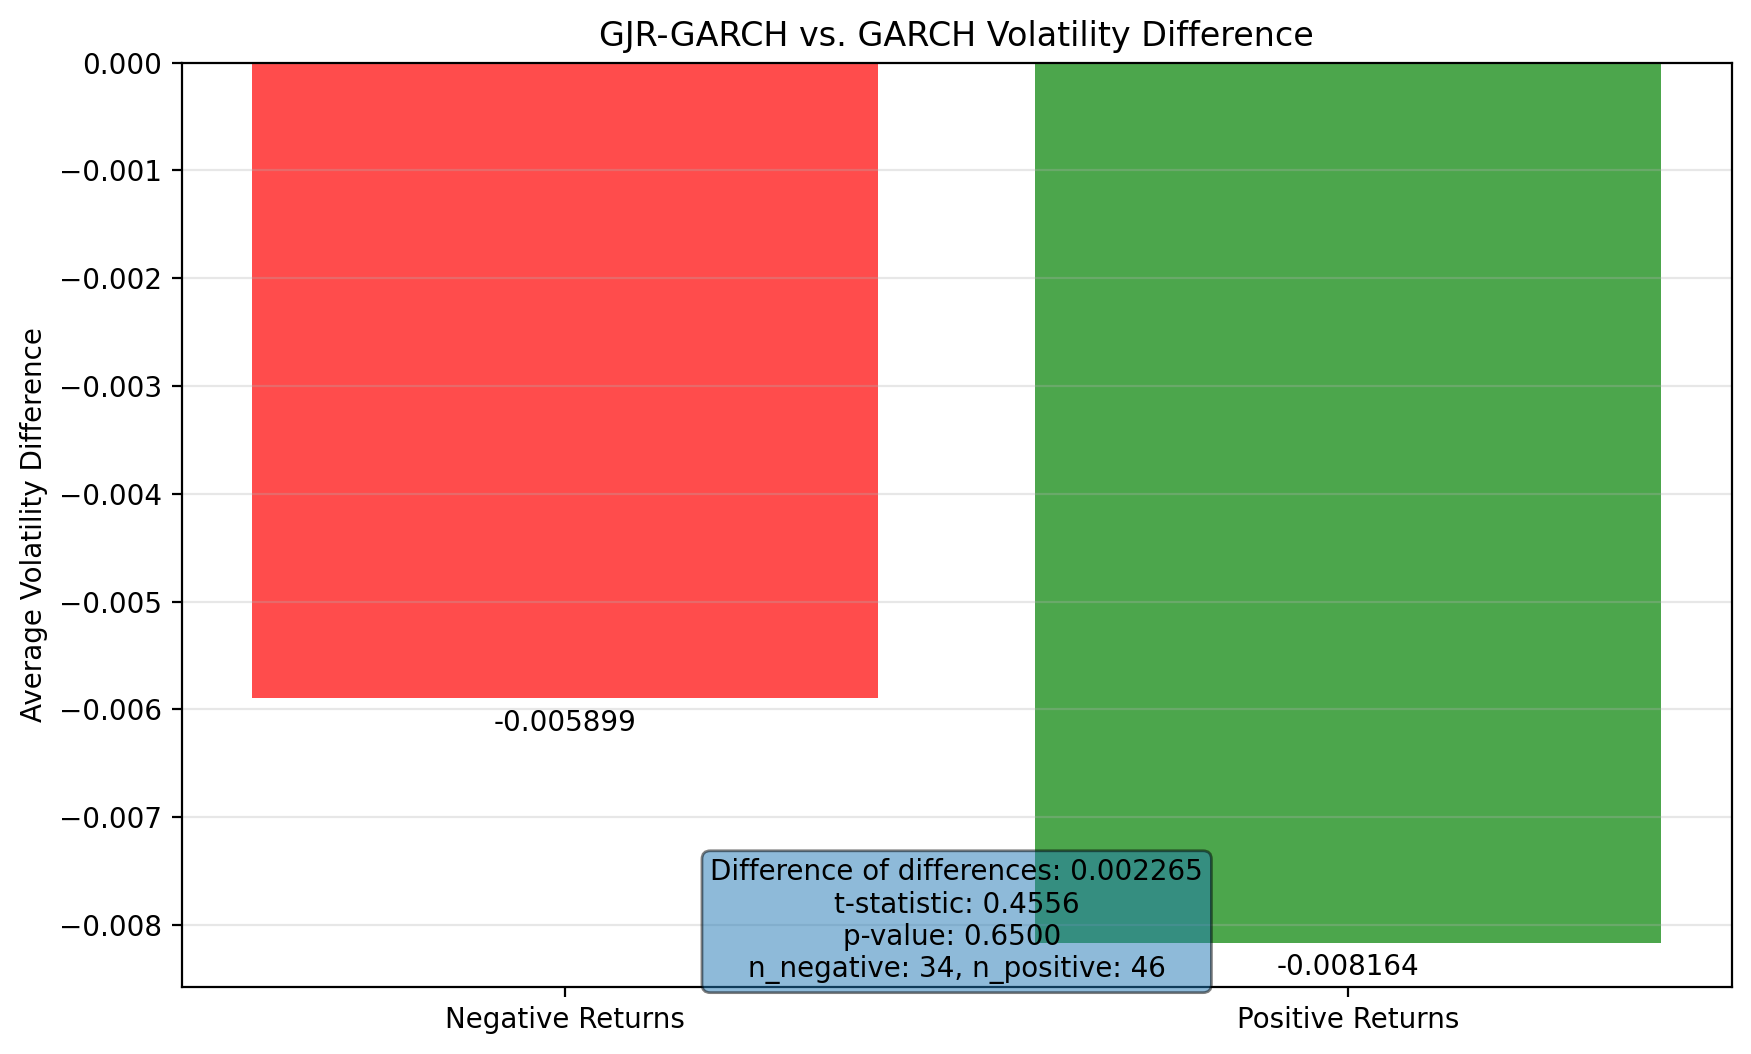 GJR-GARCH vs. GARCH Volatility Difference
Average Volatility Difference
0.000
−0.001
−0.002
−0.003
−0.004
−0.005
−0.006
−0.007
−0.008
-0.005899
-0.008164
Difference of differences: 0.002265
t-statistic: 0.4556
p-value: 0.6500
n_negative: 34, n_positive: 46
Negative Returns
Positive Returns